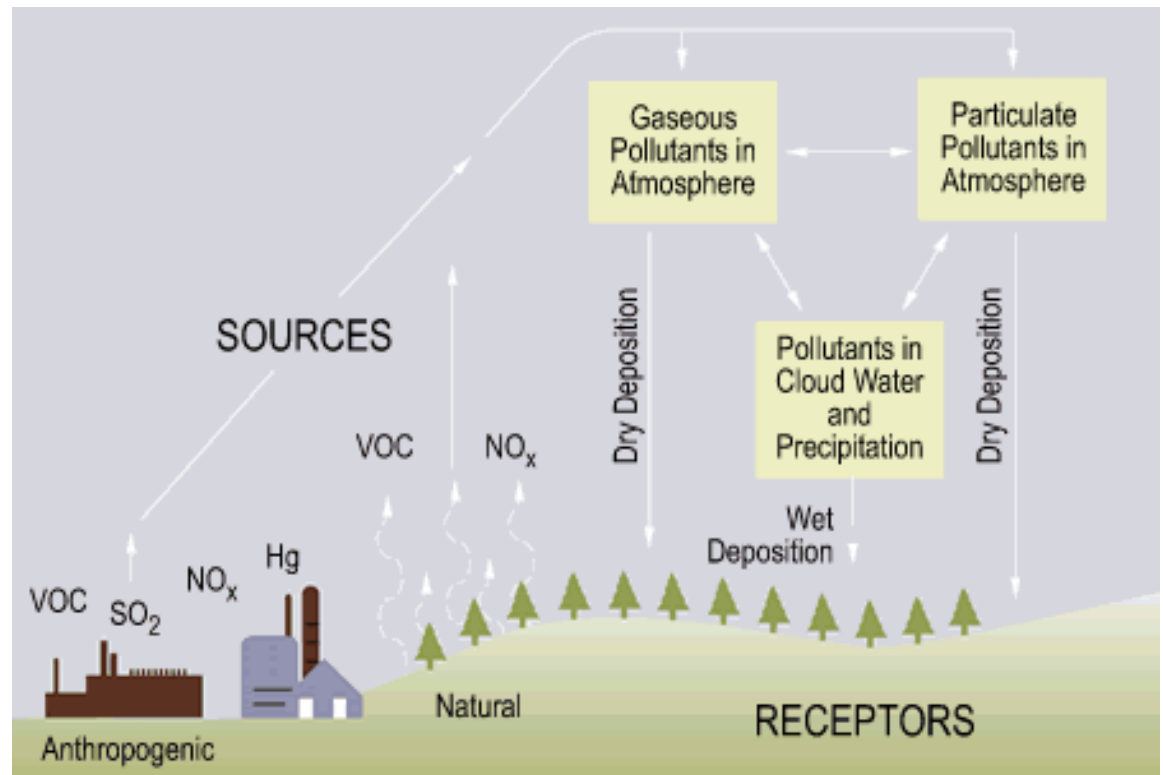 Gaseous
Pollutants in
Atmosphere
Particulate
Pollutants in
Atmosphere
SOURCES
Dry Deposition
Pollutants in
Cloud Water
and
Precipitation
Dry Deposition
VOC
NOx
Wet
Deposition
VOC
SO2
NOx
Hg
Natural
RECEPTORS
Anthropogenic